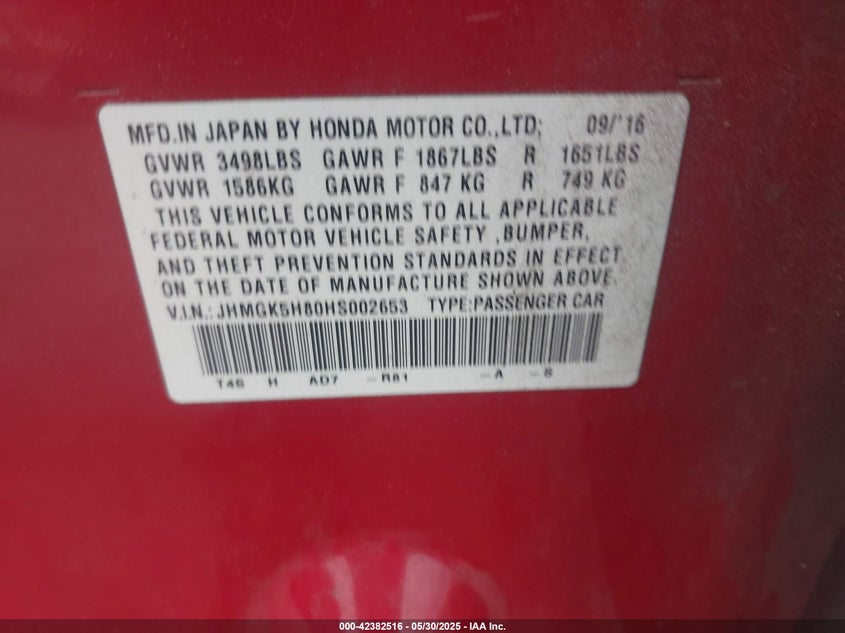 MFD.IN JAPAN BY HONDA MOTOR CO.,LTD; 09/'16
GVWR 3498LBS GAWR F 1867LBS R 1651LBS
GVWR 1586KG GAWR F 847 KG R 749 KG
THIS VEHICLE CONFORMS TO ALL APPLICABLE
FEDERAL MOTOR VEHICLE SAFETY ,BUMPER,
AND THEFT PREVENTION STANDARDS IN EFFECT
ON THE DATE OF MANUFACTURE SHOWN ABOVE.
V.I.N.: JHMGK5H80HS002653 TYPE:PASSENGER CAR
T4S H AD7 –R81 –A –S
000-42382516 - 05/30/2025 - IAA Inc.